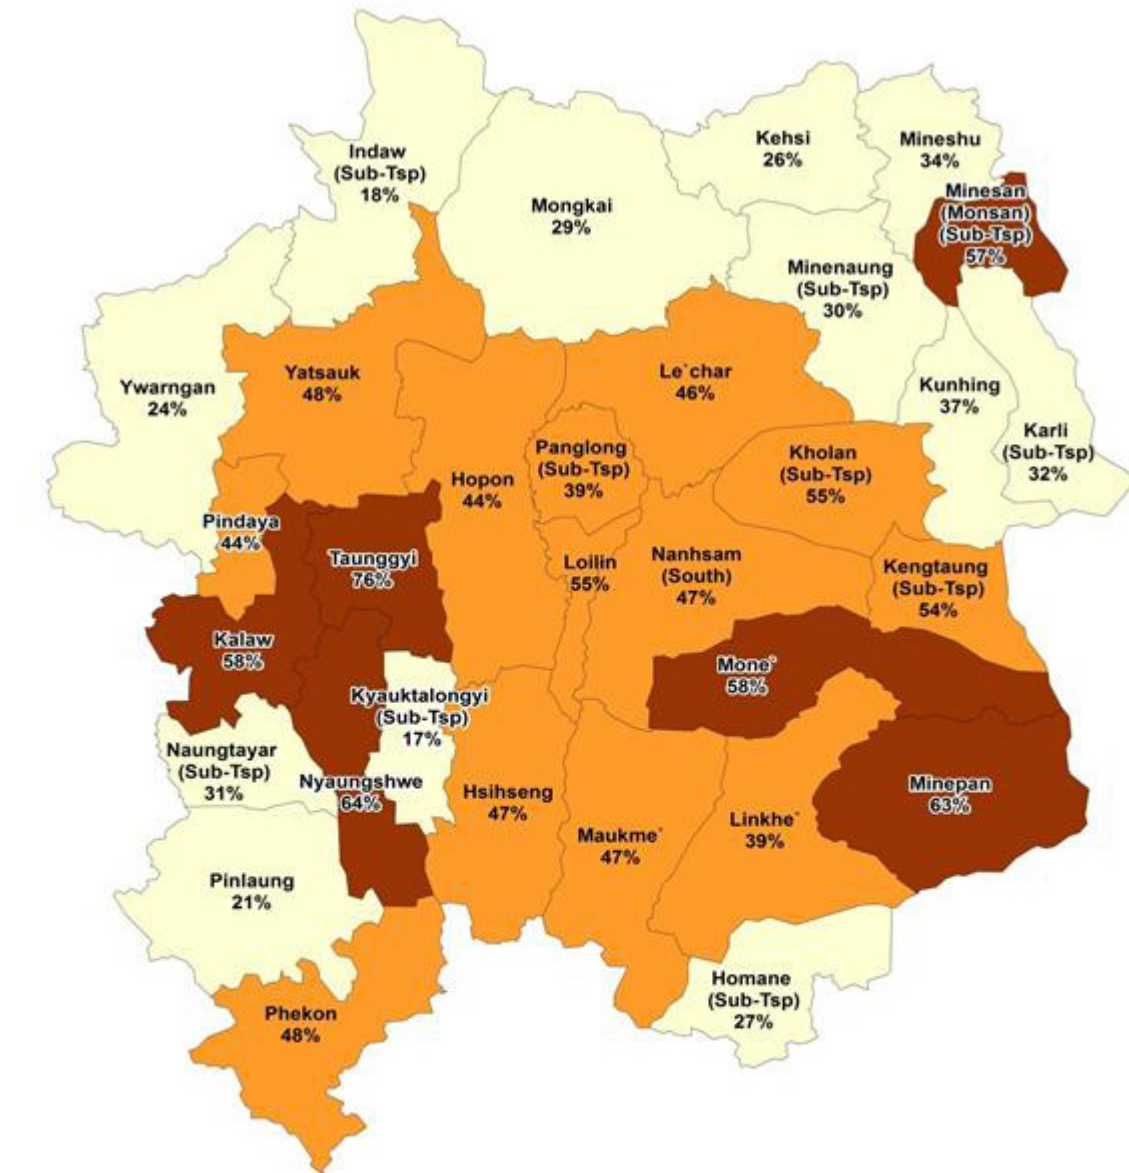 Indaw
(Sub-Tsp)
18%
Kehsi
26%
Mineshu
34%
Minesan
(Monsan)
(Sub-Tsp)
57%
Mongkai
29%
Minenaung
(Sub-Tsp)
30%
Ywarngan
24%
Yatsauk
48%
Le`char
46%
Kunhing
37%
Karli
(Sub-Tsp)
32%
Panglong
(Sub-Tsp)
39%
Kholan
(Sub-Tsp)
55%
Hopon
44%
Pindaya
44%
Taunggyi
76%
Loilin
55%
Nanhsam
(South)
47%
Kengtaung
(Sub-Tsp)
54%
Kalaw
58%
Mone`
58%
Kyauktalongyi
(Sub-Tsp)
17%
Naungtayar
(Sub-Tsp)
31%
Nyaungshwe
64%
Hsihseng
47%
Minepan
63%
Maukme`
47%
Linkhe`
39%
Pinlaung
21%
Homane
(Sub-Tsp)
27%
Phekon
48%